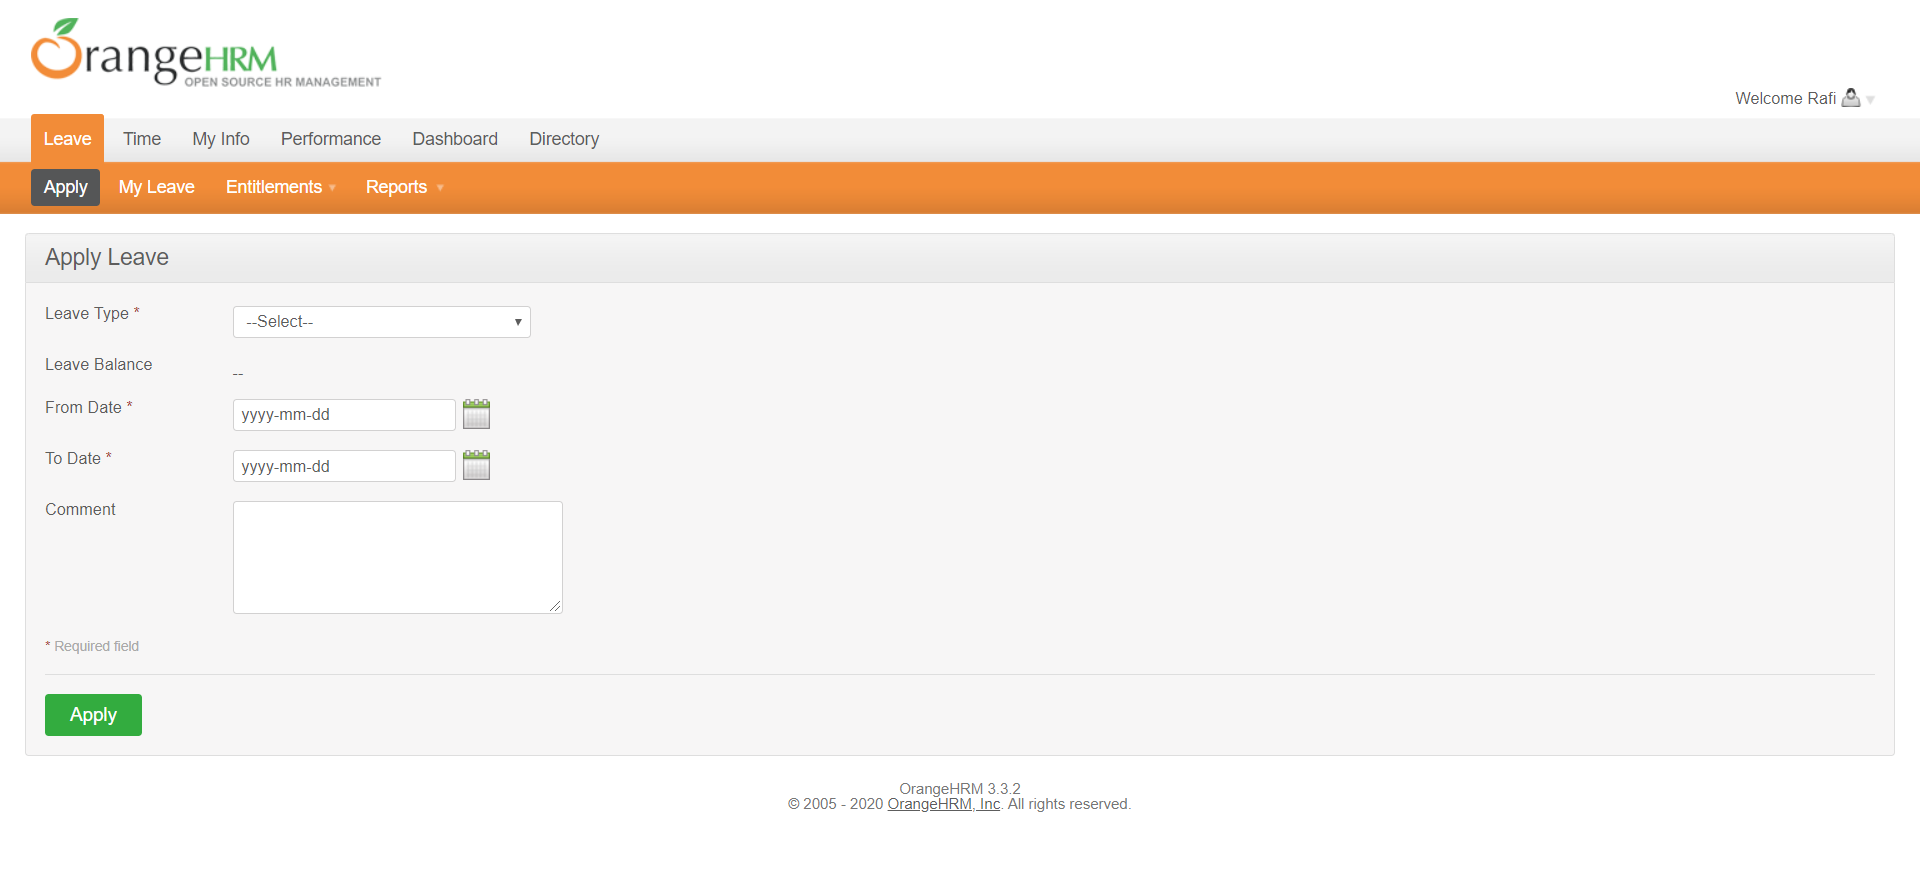 OrangeHRM
OPEN SOURCE HR MANAGEMENT
Welcome Rafi
Leave Time My Info Performance Dashboard Directory
Apply My Leave Entitlements Reports
Apply Leave
Leave Type * --Select--
Leave Balance --
From Date * yyyy-mm-dd
To Date * yyyy-mm-dd
Comment
* Required field
Apply
OrangeHRM 3.3.2
© 2005 - 2020 OrangeHRM, Inc. All rights reserved.